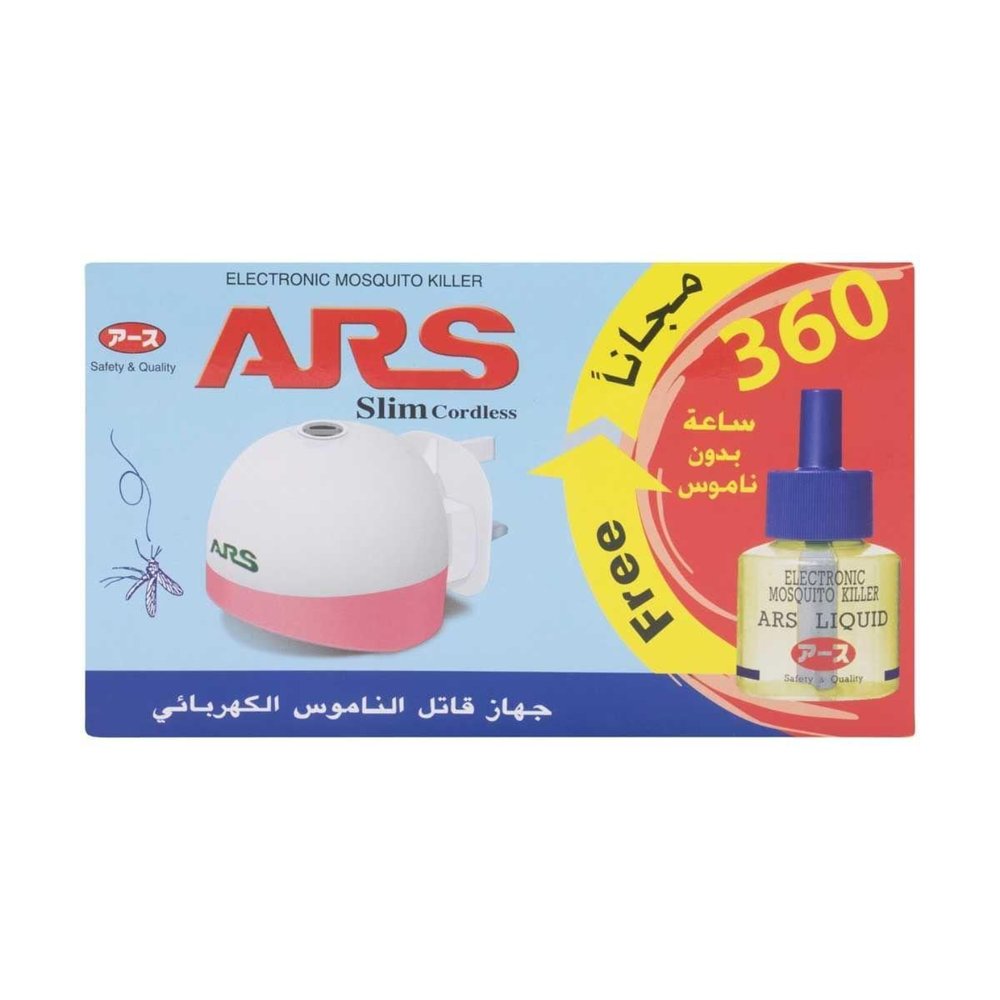 ELECTRONIC MOSQUITO KILLER
アース
Safety & Quality
ARS
Slim Cordless
ARS
جهاز قاتل الناموس الكهربائي
مجاناً
Free
360
ساعة
بدون
ناموس
ELECTRONIC
MOSQUITO KILLER
ARS LIQUID
アース
Safety & Quality